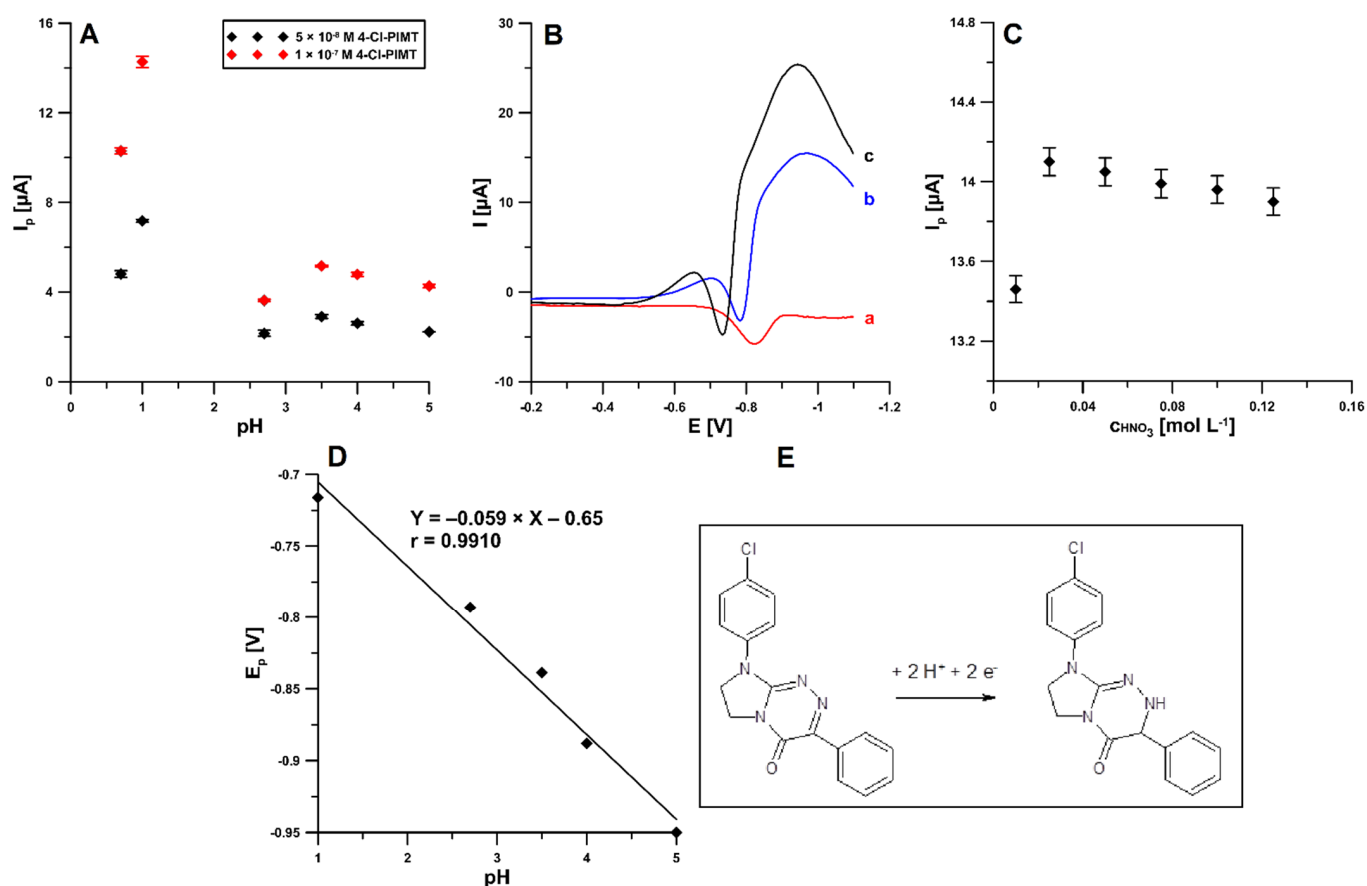 A
5 × 10⁻⁸ M 4-Cl-PIMT
1 × 10⁻⁷ M 4-Cl-PIMT
16
12
8
4
0
Iₚ [µA]
0 1 2 3 4 5
pH
B
30
20
10
0
-10
I [µA]
c
b
a
-0.2 -0.4 -0.6 -0.8 -1 -1.2
E [V]
C
14.8
14.4
14
13.6
13.2
Iₚ [µA]
0 0.04 0.08 0.12 0.16
cHNO₃ [mol L⁻¹]
D
Y = –0.059 × X – 0.65
r = 0.9910
-0.7
-0.75
-0.8
-0.85
-0.9
-0.95
Eₚ [V]
1 2 3 4 5
pH
E
Cl
N
N
N
N
O
+ 2 H⁺ + 2 e⁻
Cl
N
N
NH
N
O